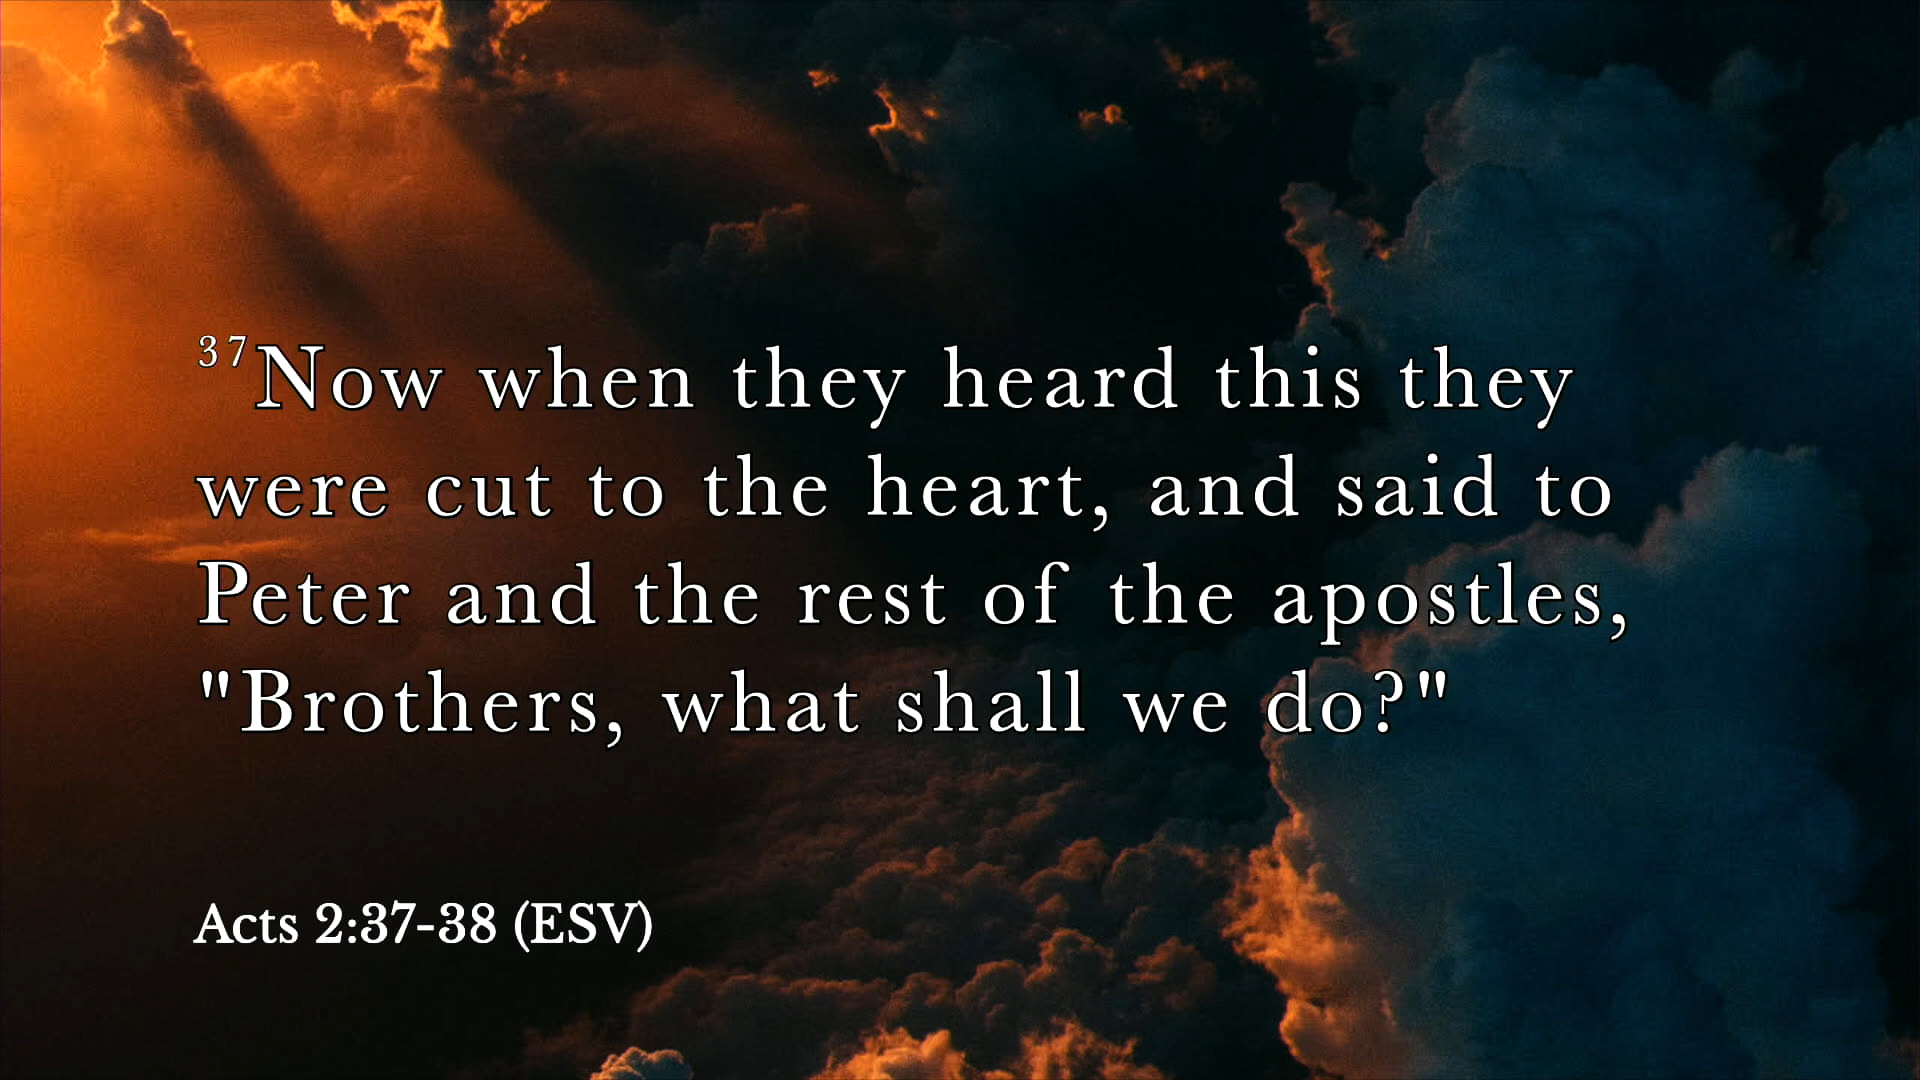 37Now when they heard this they
were cut to the heart, and said to
Peter and the rest of the apostles,
"Brothers, what shall we do?"
Acts 2:37-38 (ESV)